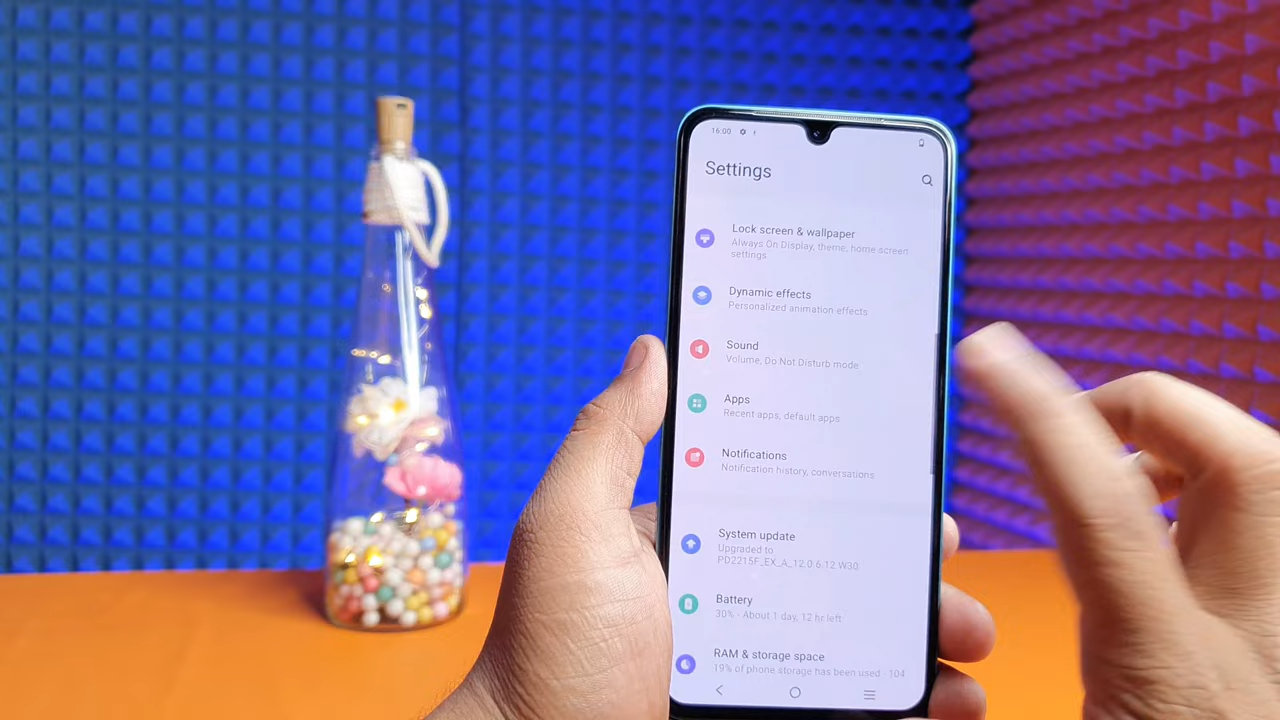 16:00
Settings
Lock screen & wallpaper
Always On Display, theme, home screen
settings
Dynamic effects
Personalized animation effects
Sound
Volume, Do Not Disturb mode
Apps
Recent apps, default apps
Notifications
Notification history, conversations
System update
Upgraded to
PD2215F_EX_A_12.0.6.12.W30
Battery
30% - About 1 day, 12 hr left
RAM & storage space
19% of phone storage has been used - 104